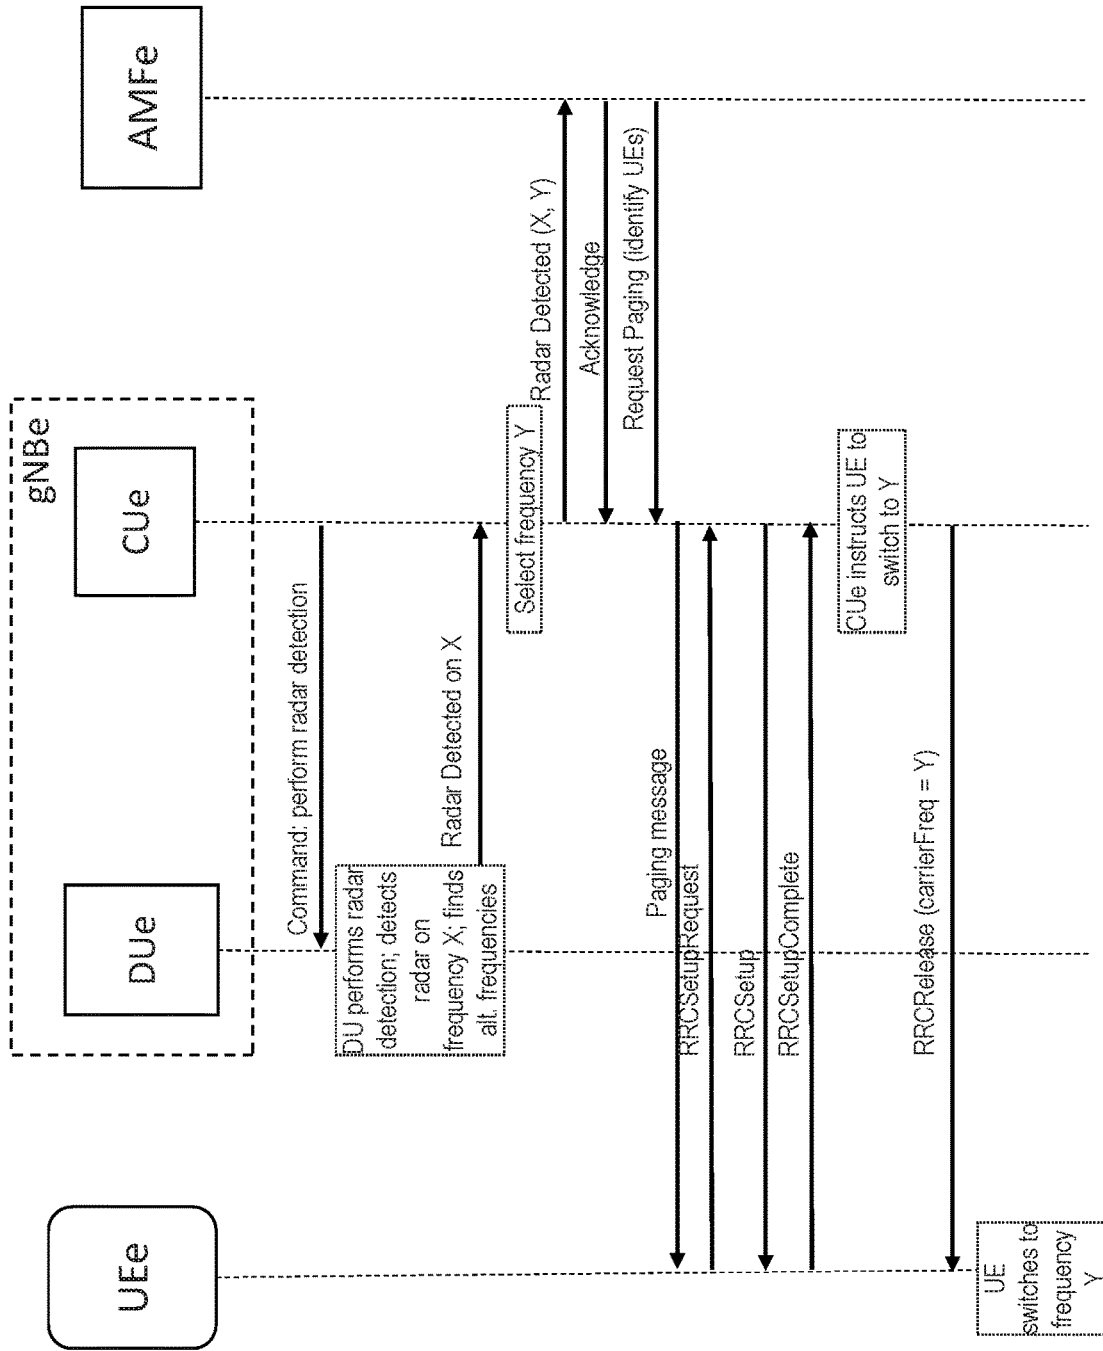 UEe
DUe
CUe
gNBe
AMFe
Command: perform radar detection
DU performs radar
detection; detects
radar on
frequency X; finds
alt. frequencies
Radar Detected on X
Select frequency Y
Radar Detected (X, Y)
Acknowledge
Request Paging (identify UEs)
Paging message
RRCSetupRequest
RRCSetup
RRCSetupComplete
CUe instructs UE to
switch to Y
RRCRelease (carrierFreq = Y)
UE
switches to
frequency
Y